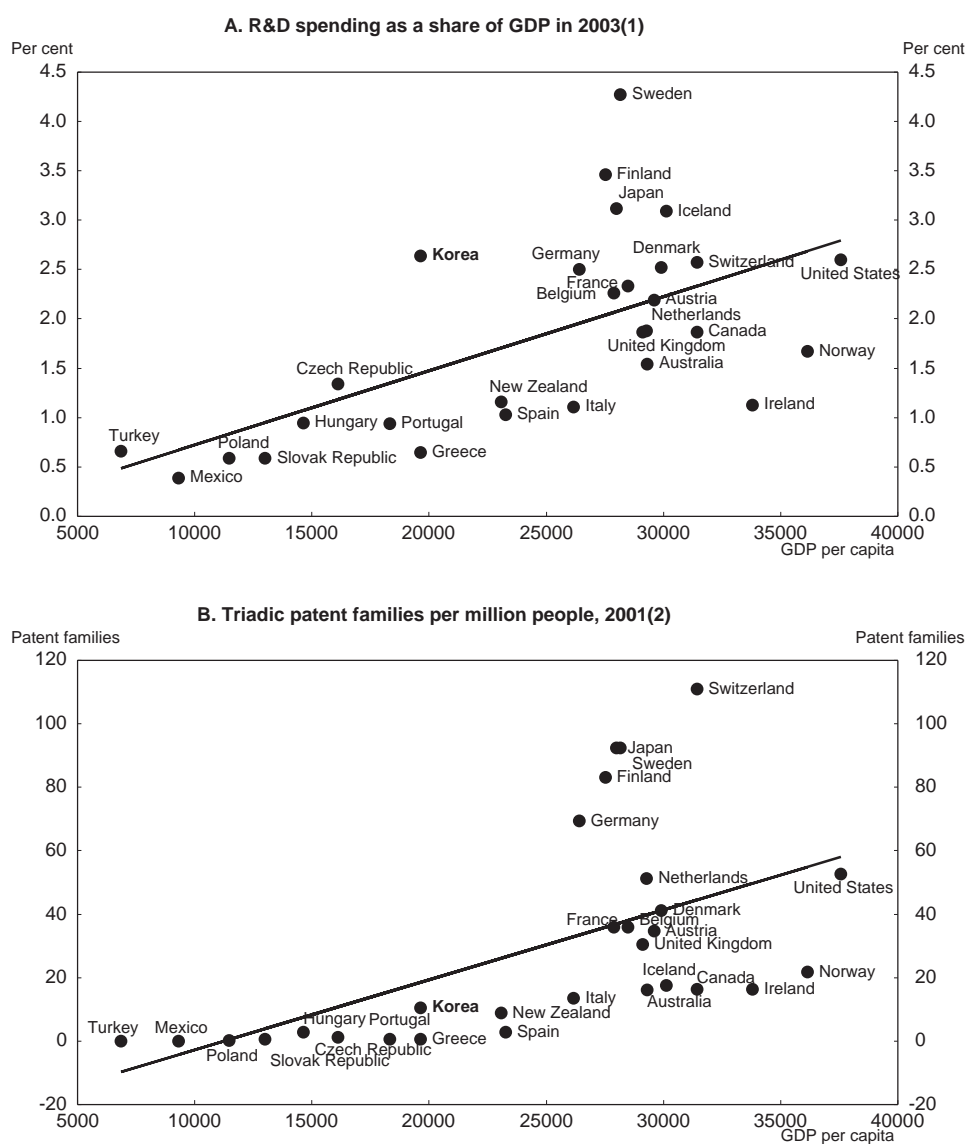 A. R&D spending as a share of GDP in 2003(1)
Per cent Per cent
4.5 4.5
Sweden
4.0 4.0
3.5 3.5
Finland
Japan
Iceland
3.0 3.0
Korea
Germany
Denmark
Switzerland
United States
2.5 2.5
France
Belgium
Austria
Netherlands
2.0 2.0
United Kingdom
Canada
Norway
Australia
1.5 1.5
Czech Republic
New Zealand
Spain
Italy
Ireland
1.0 1.0
Hungary
Portugal
Turkey
Poland
Slovak Republic
Greece
0.5 0.5
Mexico
0.0 0.0
5000 10000 15000 20000 25000 30000 35000 40000
GDP per capita
B. Triadic patent families per million people, 2001(2)
Patent families Patent families
120 120
Switzerland
100 100
Japan
Sweden
Finland
80 80
Germany
60 60
Netherlands
United States
40 40
France
Belgium
Denmark
Austria
United Kingdom
20 20
Iceland
Canada
Norway
Ireland
Australia
Italy
Korea
New Zealand
Spain
Turkey
Mexico
Hungary
Portugal
0 0
Poland
Slovak Republic
Czech Republic
Greece
-20 -20
5000 10000 15000 20000 25000 30000 35000 40000
GDP per capita